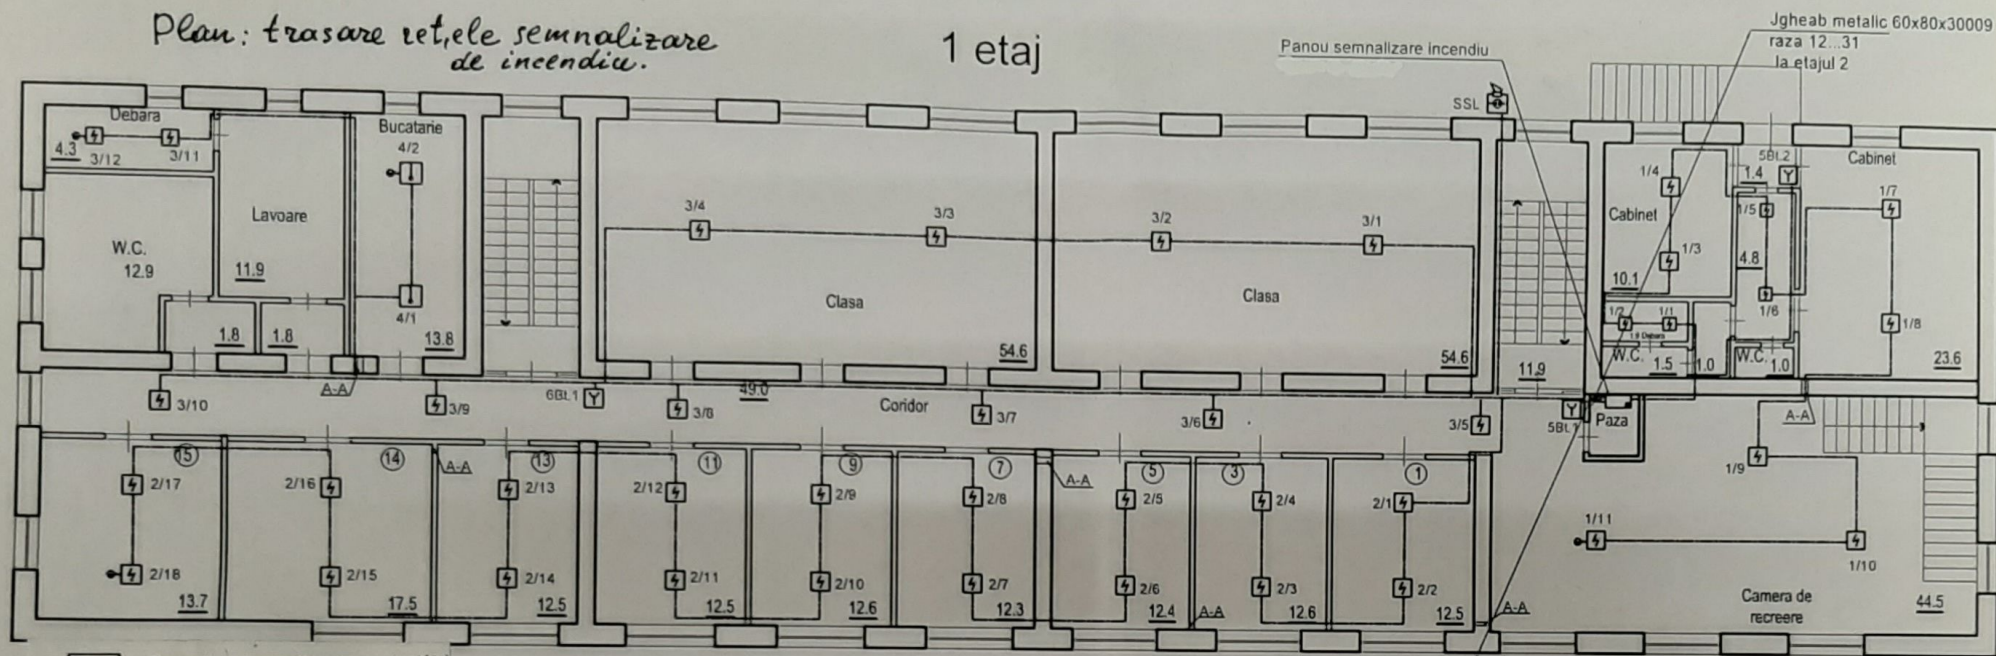 Plan: trasare rețele semnalizare
de incendiu.
1 etaj
Panou semnalizare incendiu
Jgheab metalic 60x80x30009
raza 12...31
la etajul 2
SSL
Debara
4.3
3/12
3/11
Bucatarie
4/2
4/1
13.8
Lavoare
11.9
W.C.
12.9
1.8
1.8
3/4
3/3
3/2
3/1
Clasa
54.6
Clasa
54.6
11.9
1/4
Cabinet
1/3
10.1
1/2
1/1
1.9 Debara
W.C.
1.5
1.0
5BL2
1.4
1/5
4.8
1/6
W.C.
1.0
Cabinet
1/7
1/8
23.6
A-A
3/10
3/9
6BL1
3/8
49.0
Coridor
3/7
3/6
3/5
5BL1
Paza
A-A
15
2/17
2/18
13.7
14
2/16
2/15
17.5
A-A
13
2/13
2/14
12.5
11
2/12
2/11
12.5
9
2/9
2/10
12.6
7
2/8
2/7
12.3
A-A
5
2/5
2/6
12.4
A-A
3
2/4
2/3
12.6
1
2/1
2/2
12.5
A-A
1/9
1/11
1/10
Camera de
recreere
44.5